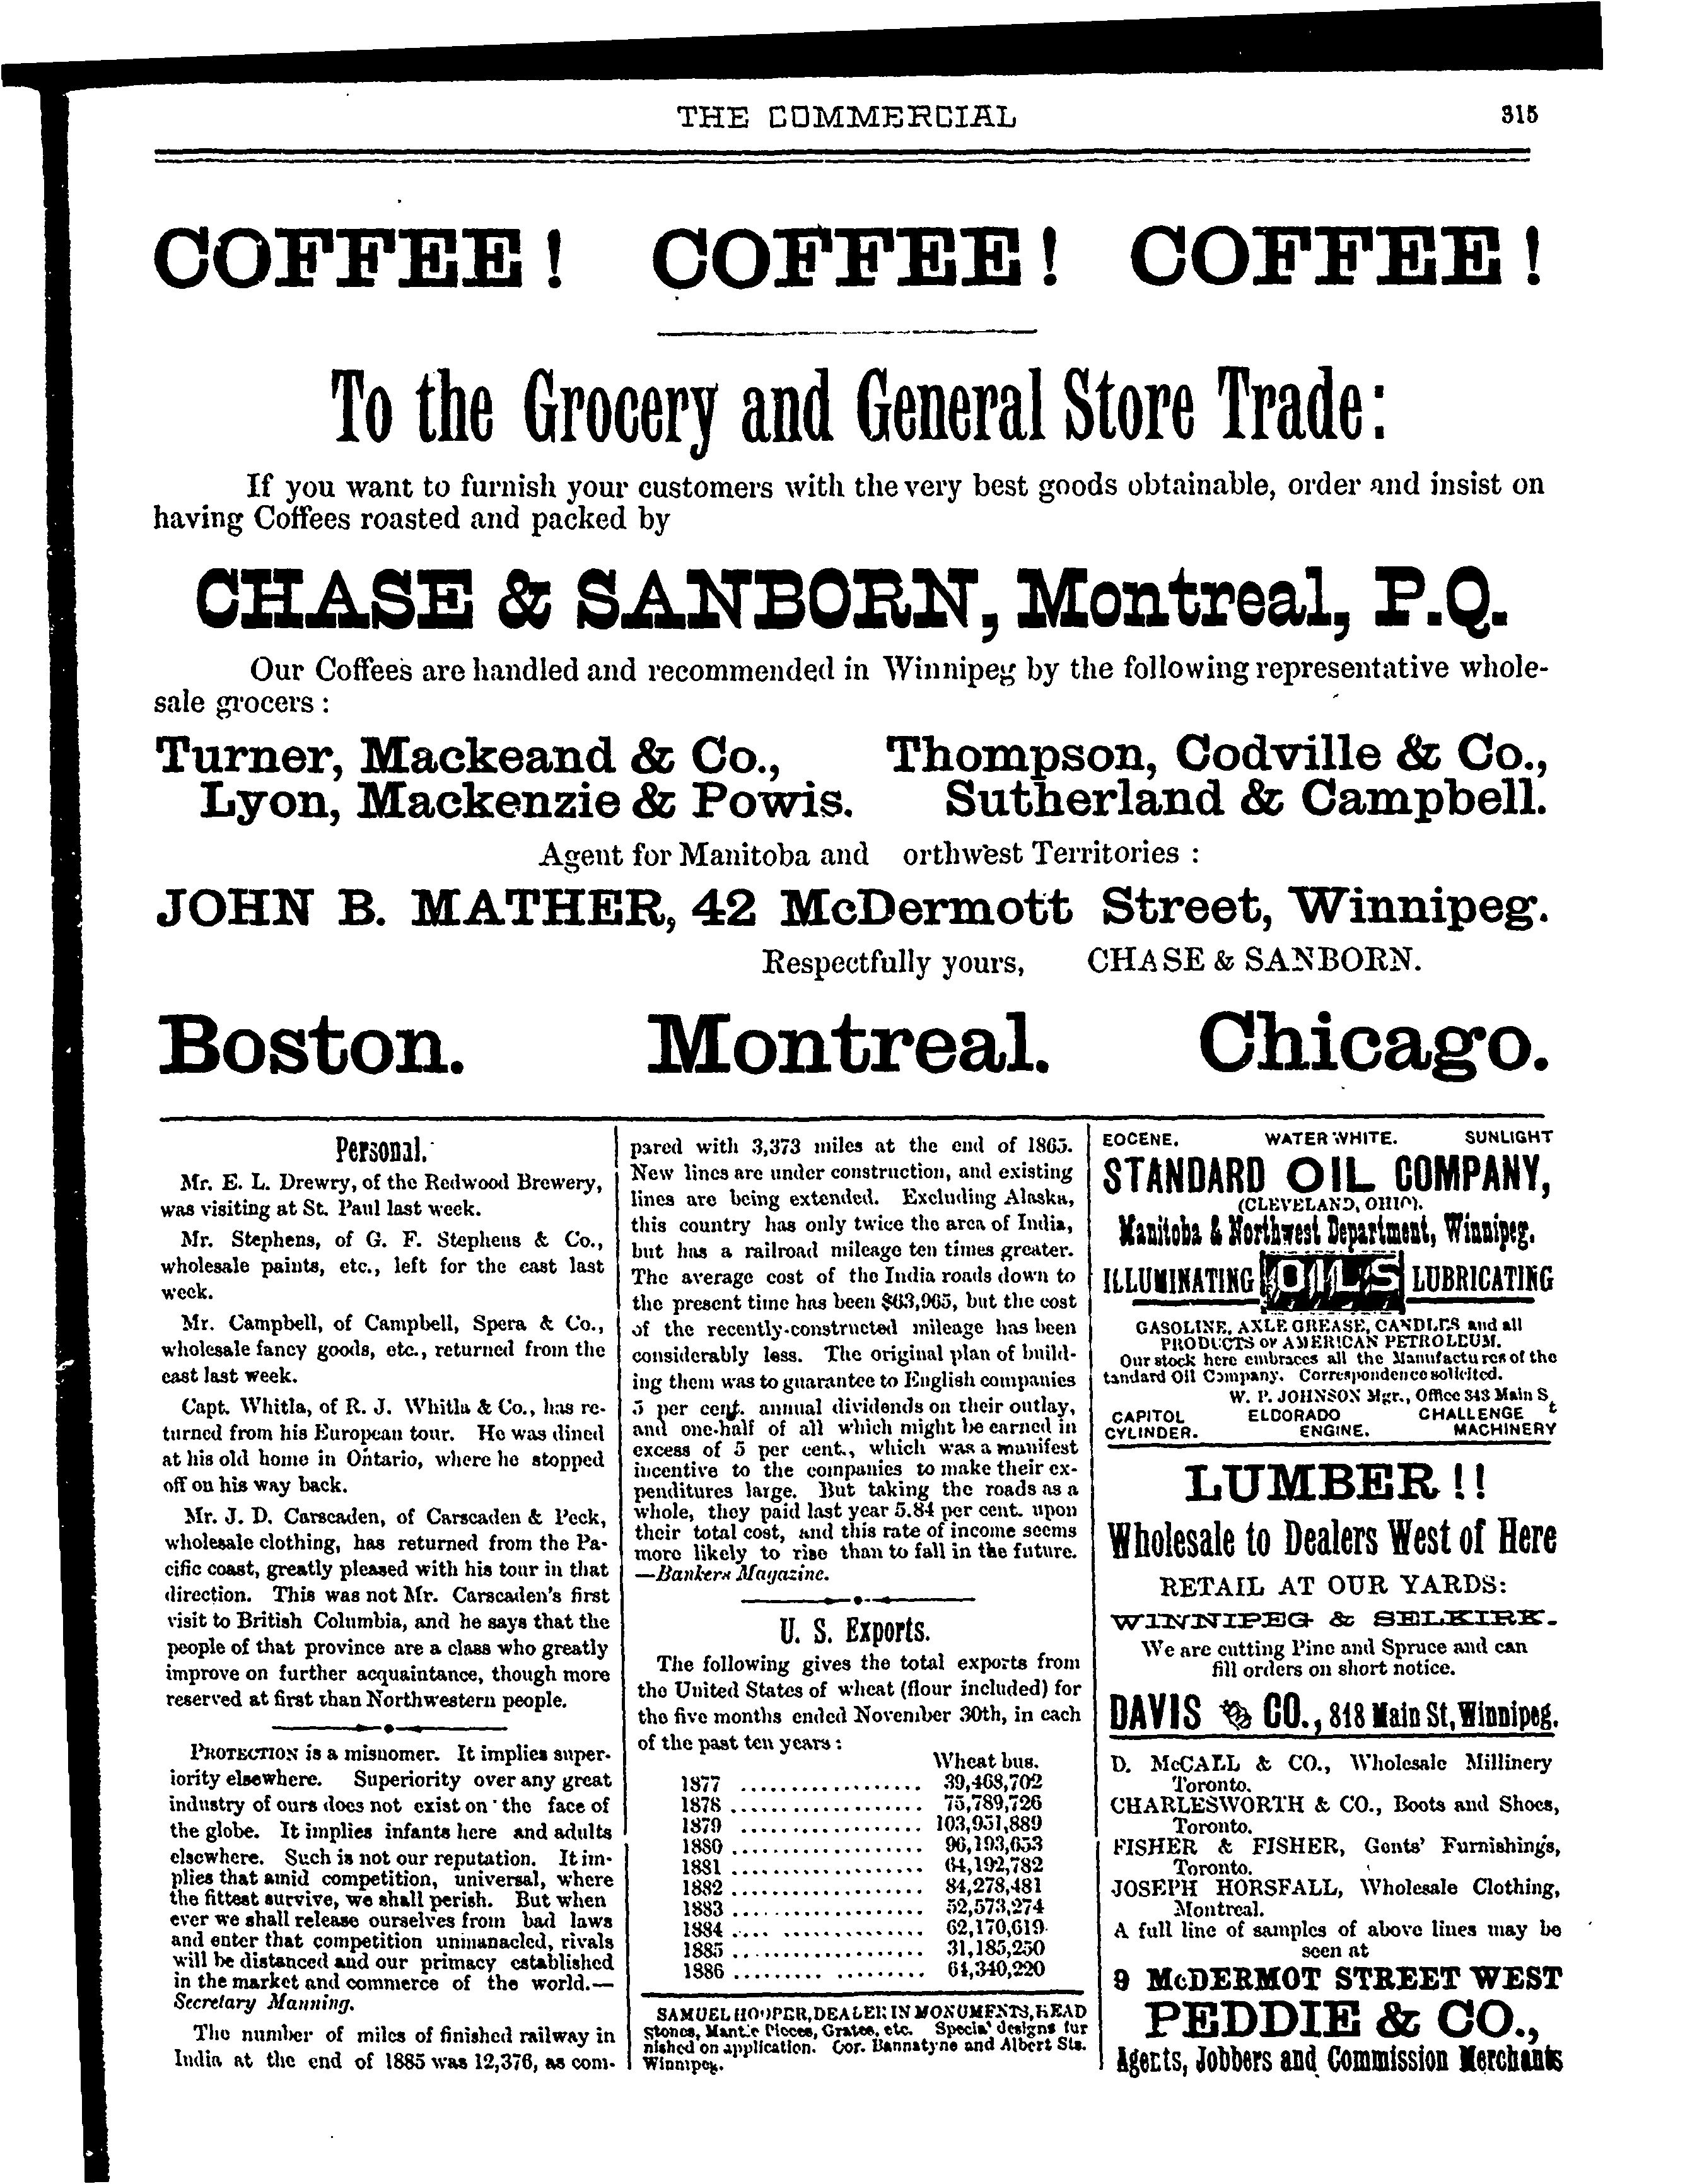 THE COMMERCIAL 315
COFFEE! COFFEE! COFFEE!
To the Grocery and General Store Trade:
If you want to furnish your customers with the very best goods obtainable, order and insist on
having Coffees roasted and packed by
CHASE & SANBORN, Montreal, P.Q.
Our Coffees are handled and recommended in Winnipeg by the following representative whole-
sale grocers:
Turner, Mackeand & Co., Thompson, Codville & Co.,
Lyon, Mackenzie & Powis. Sutherland & Campbell.
Agent for Manitoba and orthwest Territories:
JOHN B. MATHER, 42 McDermott Street, Winnipeg.
Respectfully yours, CHASE & SANBORN.
Boston. Montreal. Chicago.
Personal.
Mr. E. L. Drewry, of the Redwood Brewery,
was visiting at St. Paul last week.
Mr. Stephens, of G. F. Stephens & Co.,
wholesale paints, etc., left for the east last
week.
Mr. Campbell, of Campbell, Spera & Co.,
wholesale fancy goods, etc., returned from the
east last week.
Capt. Whitla, of R. J. Whitla & Co., has re-
turned from his European tour. He was dined
at his old home in Ontario, where he stopped
off on his way back.
Mr. J. D. Carscaden, of Carscaden & Peck,
wholesale clothing, has returned from the Pa-
cific coast, greatly pleased with his tour in that
direction. This was not Mr. Carscaden's first
visit to British Columbia, and he says that the
people of that province are a class who greatly
improve on further acquaintance, though more
reserved at first than Northwestern people.
PROTECTION is a misnomer. It implies super-
iority elsewhere. Superiority over any great
industry of ours does not exist on the face of
the globe. It implies infants here and adults
elsewhere. Such is not our reputation. It im-
plies that amid competition, universal, where
the fittest survive, we shall perish. But when
ever we shall release ourselves from bad laws
and enter that competition unmanacled, rivals
will be distanced and our primacy established
in the market and commerce of the world.—
Secretary Manning.
The number of miles of finished railway in
India at the end of 1885 was 12,376, as com-
pared with 3,373 miles at the end of 1865.
New lines are under construction, and existing
lines are being extended. Excluding Alaska,
this country has only twice the area of India,
but has a railroad mileage ten times greater.
The average cost of the India roads down to
the present time has been $63,965, but the cost
of the recently-constructed mileage has been
considerably less. The original plan of build-
ing them was to guarantee to English companies
5 per cent. annual dividends on their outlay,
and one-half of all which might be earned in
excess of 5 per cent., which was a manifest
incentive to the companies to make their ex-
penditures large. But taking the roads as a
whole, they paid last year 5.84 per cent. upon
their total cost, and this rate of income seems
more likely to rise than to fall in the future.
—Bankers Magazine.
U. S. Exports.
The following gives the total exports from
the United States of wheat (flour included) for
the five months ended November 30th, in each
of the past ten years:
Wheat bus.
1877 .................. 39,468,702
1878 .................. 75,789,726
1879 .................. 103,951,889
1880 .................. 96,193,653
1881 .................. 64,192,782
1882 .................. 84,278,481
1883 .................. 52,573,274
1884 .................. 62,170,619
1885 .................. 31,185,250
1886 .................. 64,340,220
SAMUEL HOOPER, DEALER IN MONUMENTS, HEAD
Stones, Mantle Pieces, Grates, etc. Special designs fur
nished on application. Cor. Bannatyne and Albert Sts.
Winnipeg.
EOCENE. WATER WHITE. SUNLIGHT
STANDARD OIL COMPANY,
(CLEVELAND, OHIO).
Manitoba & Northwest Department, Winnipeg.
ILLUMINATING OILS LUBRICATING
GASOLINE, AXLE GREASE, CANDLES and all
PRODUCTS OF AMERICAN PETROLEUM.
Our stock here embraces all the Manufactures of the
tandard Oil Company. Correspondence solicited.
W. P. JOHNSON Mgr., Office 343 Main S t
CAPITOL ELDORADO CHALLENGE
CYLINDER. ENGINE. MACHINERY
LUMBER!!
Wholesale to Dealers West of Here
RETAIL AT OUR YARDS:
WINNIPEG & SELKIRK.
We are cutting Pine and Spruce and can
fill orders on short notice.
DAVIS & CO., 818 Main St, Winnipeg.
D. McCALL & CO., Wholesale Millinery
Toronto.
CHARLESWORTH & CO., Boots and Shoes,
Toronto.
FISHER & FISHER, Gents' Furnishings,
Toronto.
JOSEPH HORSFALL, Wholesale Clothing,
Montreal.
A full line of samples of above lines may be
seen at
9 McDERMOT STREET WEST
PEDDIE & CO.,
Agents, Jobbers and Commission Merchants